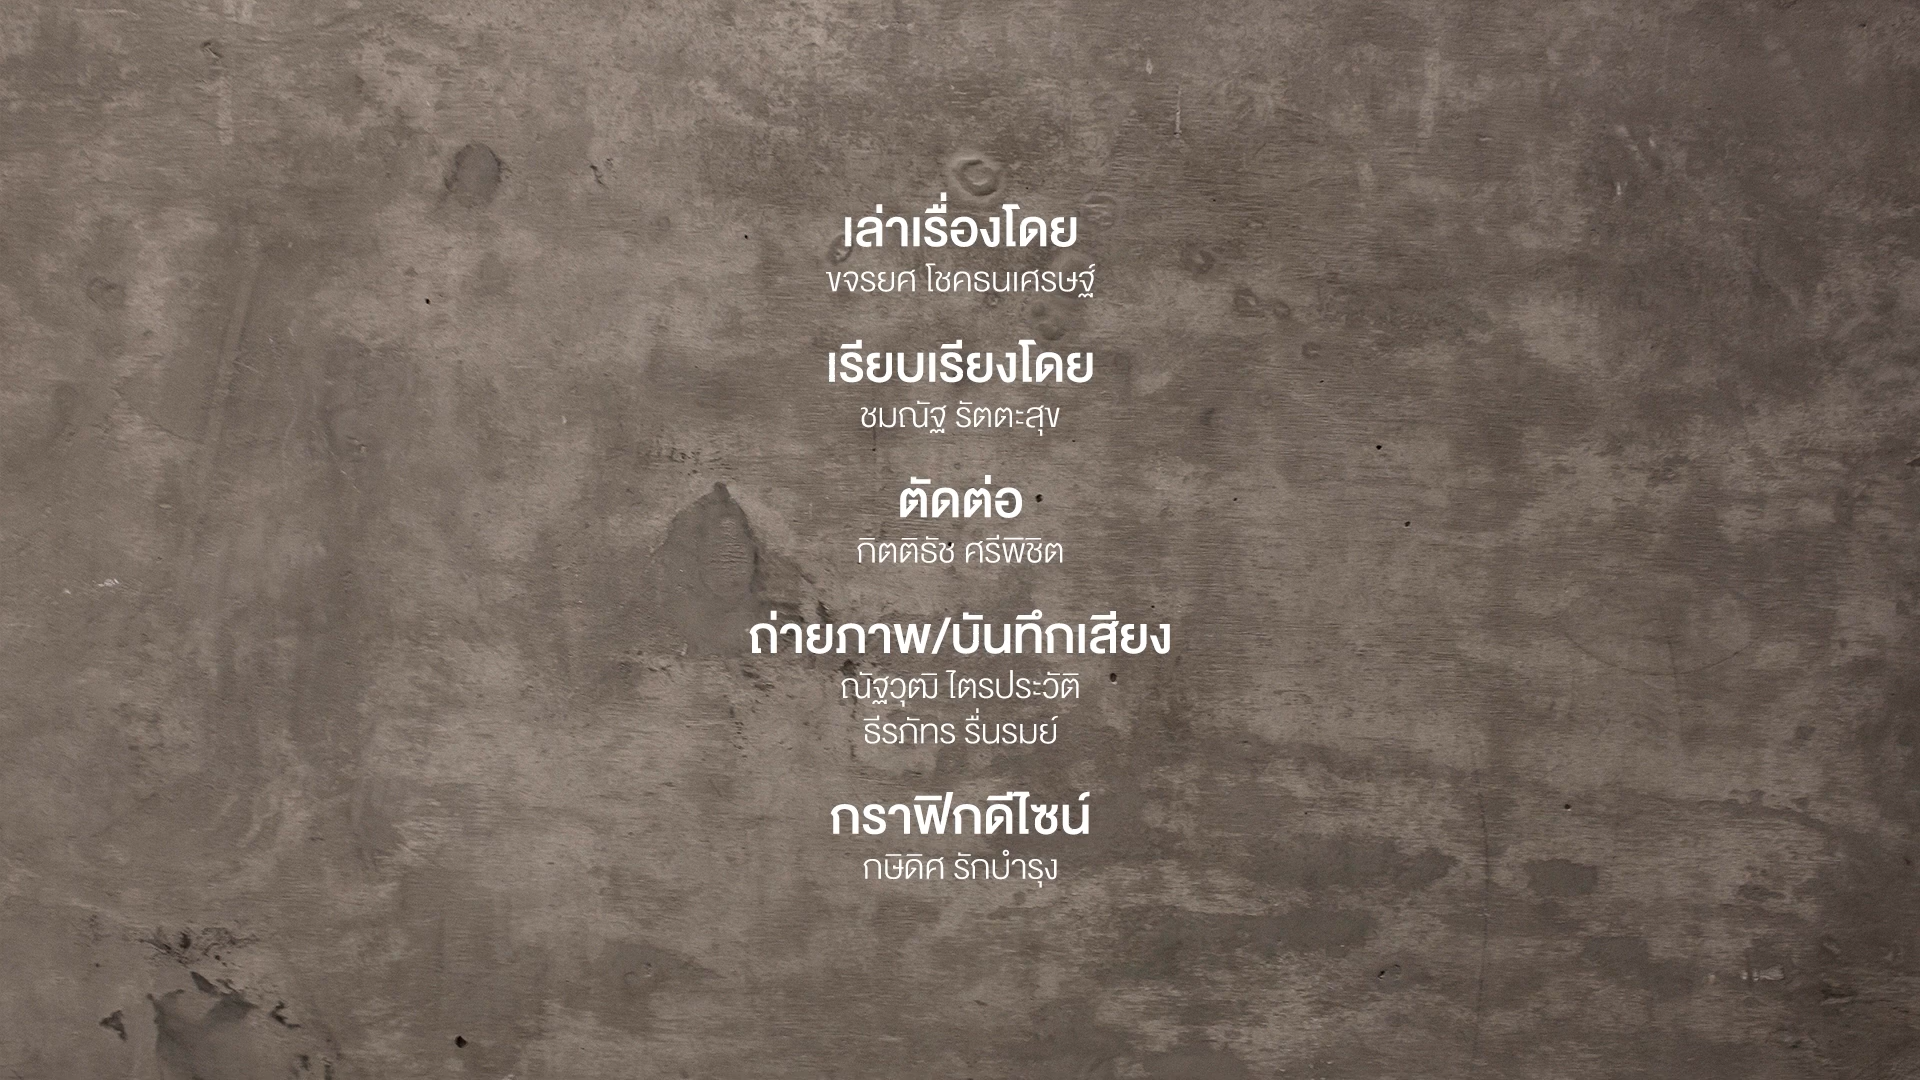 เล่าเรื่องโดย
ขจรยศ โชคธนเศรษฐ์
เรียบเรียงโดย
ชมณัฐ รัตตะสุข
ตัดต่อ
กิตติธัช ศรีพิชิต
ถ่ายภาพ/บันทึกเสียง
ณัฐวุฒิ ไตรประวัติ
ธีรภัทร รื่นรมย์
กราฟิกดีไซน์
กษิดิศ รักบำรุง